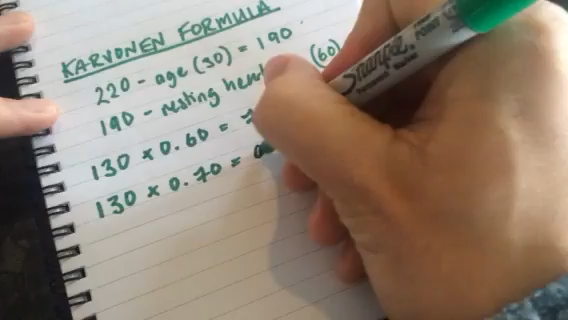 KARVONEN FORMULA
220 - age (30) = 190
190 - resting (60)
130 x 0.60 =
130 x 0.70 =
Sharpie